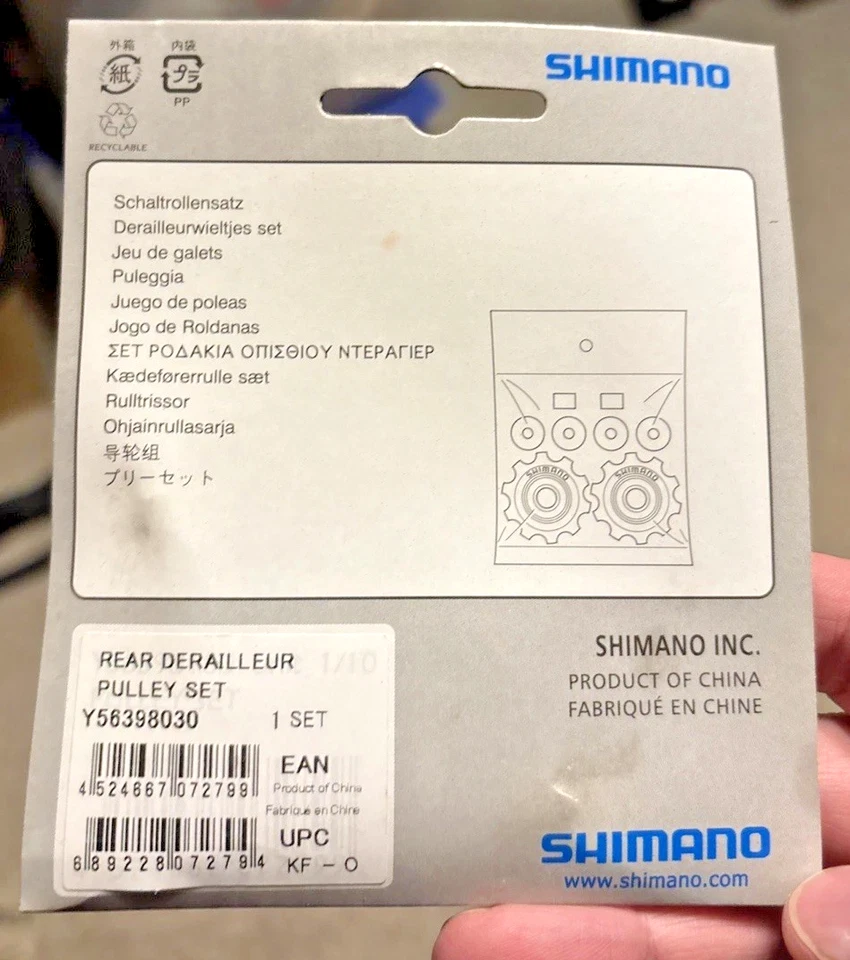 外箱 内袋
紙 プラ
PP
RECYCLABLE
SHIMANO
Schaltrollensatz
Derailleurwieltjes set
Jeu de galets
Puleggia
Juego de poleas
Jogo de Roldanas
ΣΕΤ ΡΟΔΑΚΙΑ ΟΠΙΣΘΙΟΥ ΝΤΕΡΑΓΙΕΡ
Kædeførerrulle sæt
Rulltrissor
Ohjainrullasarja
导轮组
プリーセット
SHIMANO SHIMANO
REAR DERAILLEUR
PULLEY SET
Y56398030 1 SET
EAN
4 524667 072799
Product of China
Fabriqué en Chine
UPC
6 89228 07279 4
KF - O
SHIMANO INC.
PRODUCT OF CHINA
FABRIQUÉ EN CHINE
SHIMANO
www.shimano.com